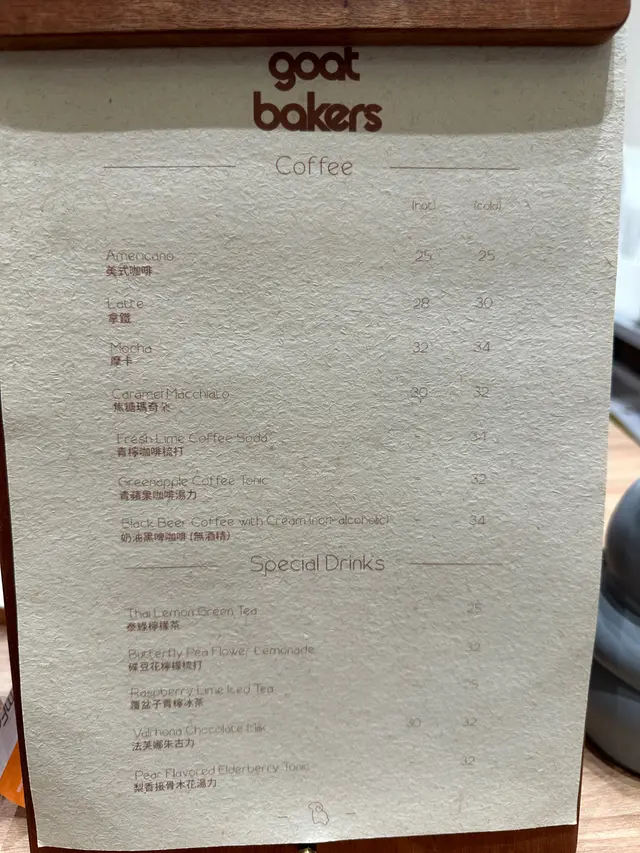 goat
bakers
Coffee
(hot) (cold)
Americano 25 25
美式咖啡
Latte 28 30
拿鐵
Mocha 32 34
摩卡
Caramel Macchiato 30 32
焦糖瑪奇朵
Fresh Lime Coffee Soda - 34
青檸咖啡梳打
Greenapple Coffee Tonic - 32
青蘋果咖啡湯力
Black Beer Coffee with Cream (non-alcoholic) - 34
奶油黑啤咖啡 (無酒精)
Special Drinks
Thai Lemon Green Tea 25
泰綠檸檬茶
Butterfly Pea Flower Lemonade 32
蝶豆花檸檬梳打
Raspberry Lime Iced Tea
覆盆子青檸冰茶
Valrhona Chocolate Milk 30 32
法芙娜朱古力
Pear Flavored Elderberry Tonic 32
梨香接骨木花湯力